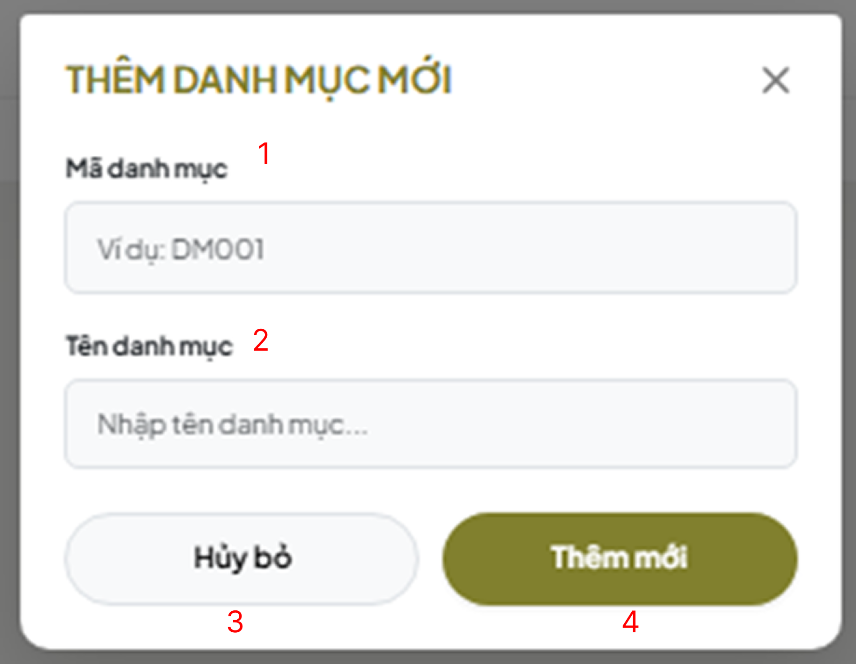 THÊM DANH MỤC MỚI
Mã danh mục 1
Ví dụ: DM001
Tên danh mục 2
Nhập tên danh mục...
Hủy bỏ Thêm mới
3 4